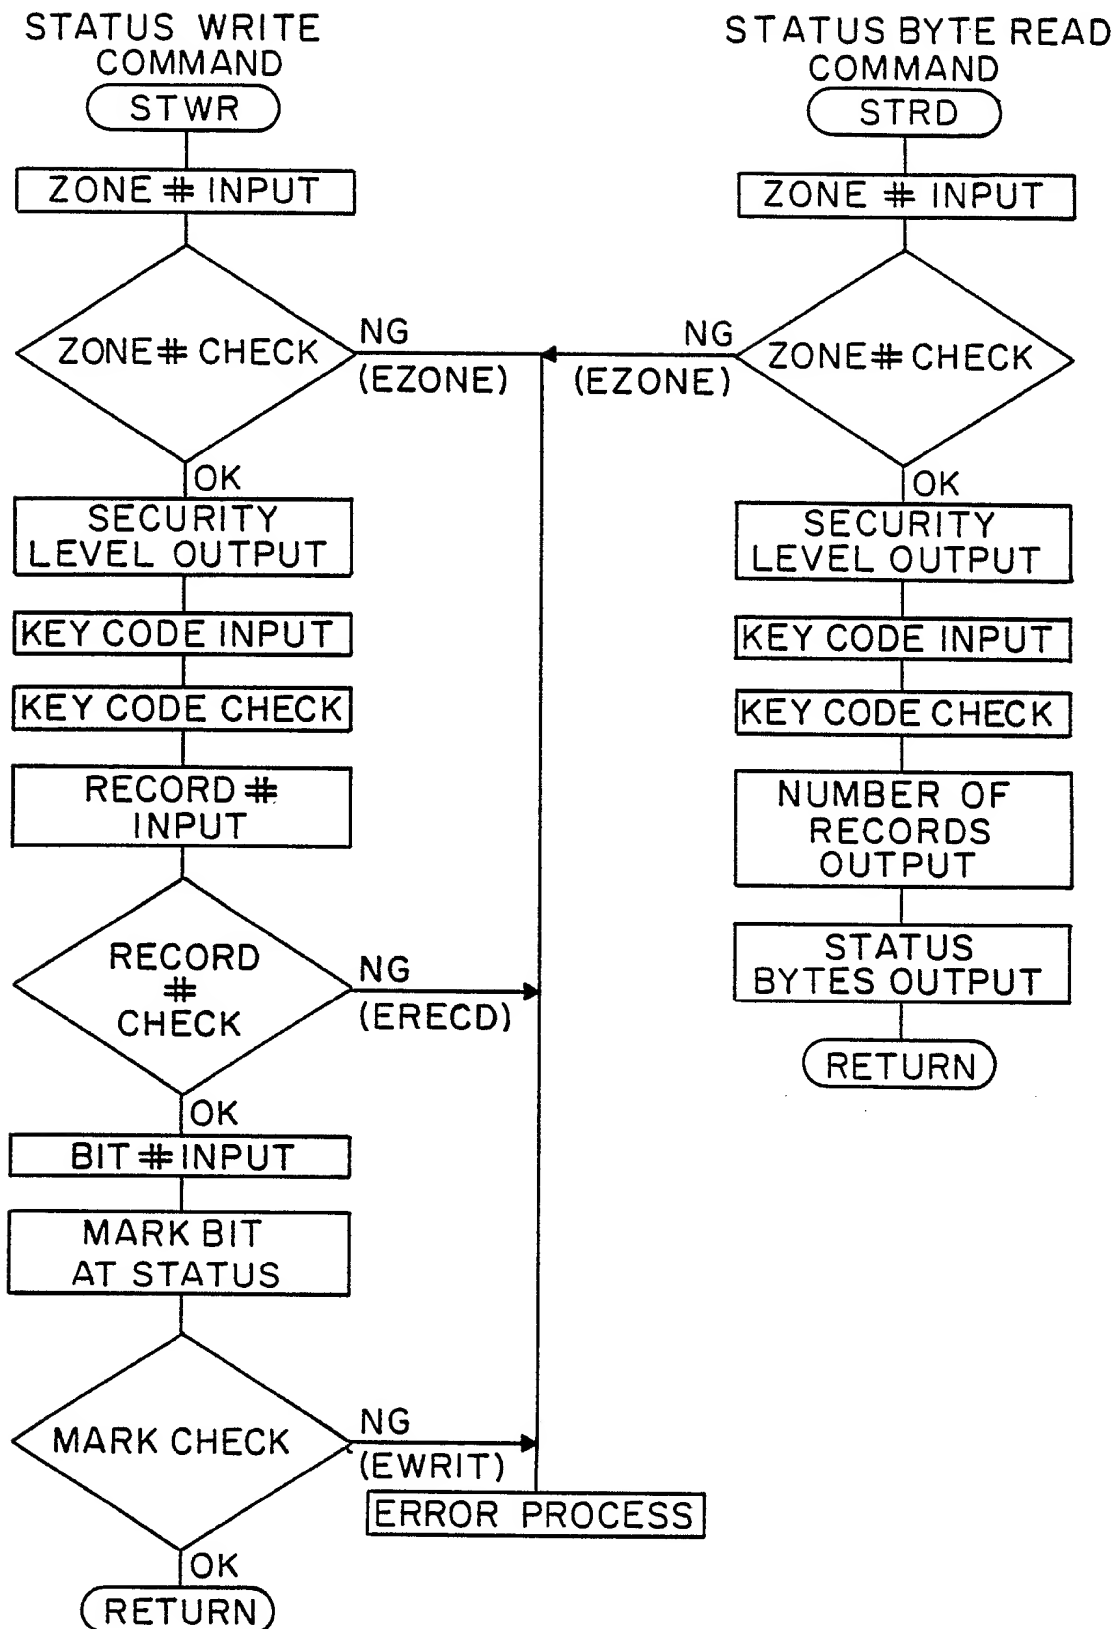 STATUS WRITE
COMMAND
STWR
ZONE # INPUT
ZONE # CHECK
NG
(EZONE)
OK
SECURITY
LEVEL OUTPUT
KEY CODE INPUT
KEY CODE CHECK
RECORD #
INPUT
RECORD
#
CHECK
NG
(ERECD)
OK
BIT # INPUT
MARK BIT
AT STATUS
MARK CHECK
NG
(EWRIT)
ERROR PROCESS
OK
RETURN
STATUS BYTE READ
COMMAND
STRD
ZONE # INPUT
ZONE # CHECK
NG
(EZONE)
OK
SECURITY
LEVEL OUTPUT
KEY CODE INPUT
KEY CODE CHECK
NUMBER OF
RECORDS
OUTPUT
STATUS
BYTES OUTPUT
RETURN